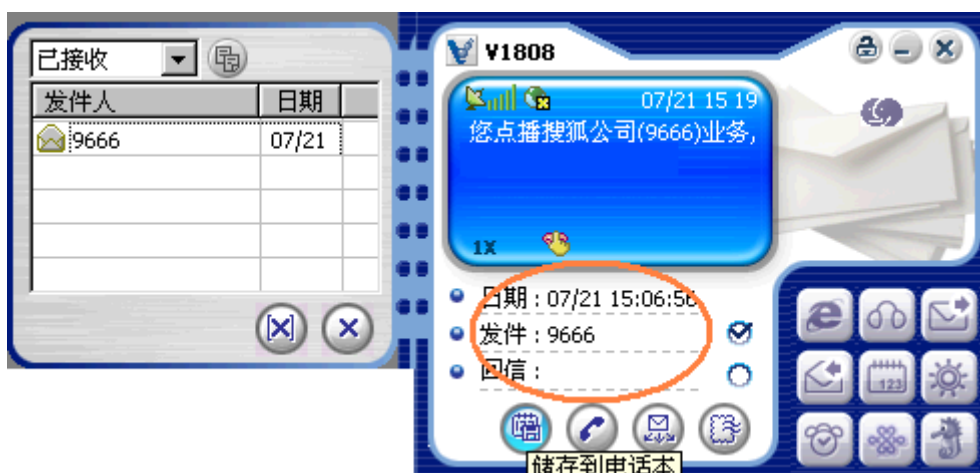 已接收
发件人 日期
9666 07/21
V1808
07/21 15 19
您点播搜狐公司(9666)业务,
1X
日期 : 07/21 15:06:56
发件 : 9666
回信 :
123
储存到电话本